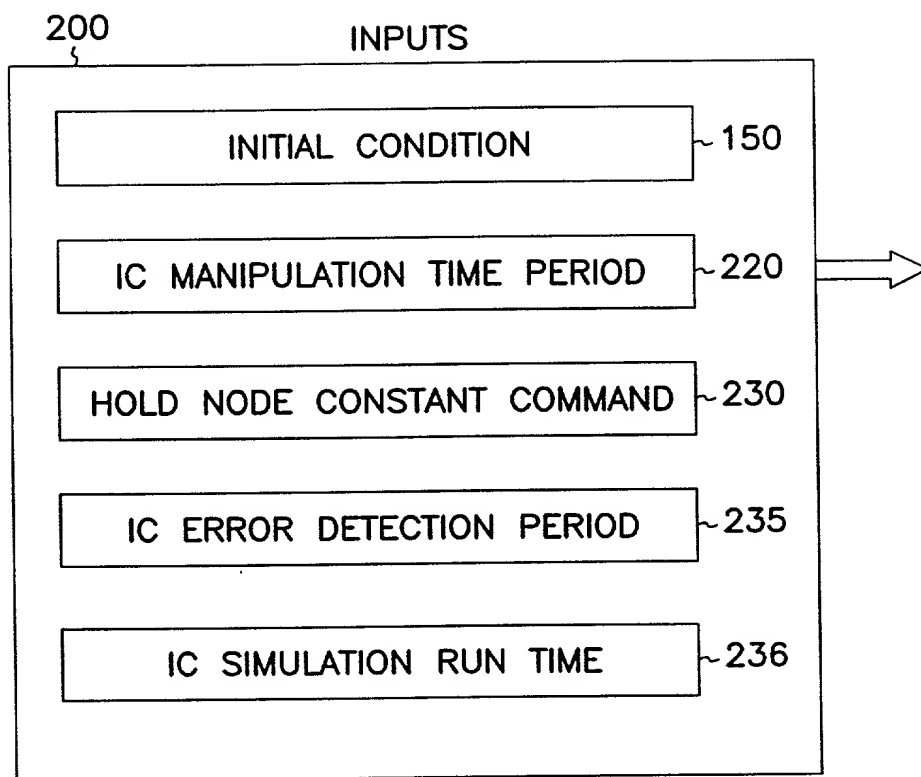 200
INPUTS
INITIAL CONDITION
150
IC MANIPULATION TIME PERIOD
220
HOLD NODE CONSTANT COMMAND
230
IC ERROR DETECTION PERIOD
235
IC SIMULATION RUN TIME
236